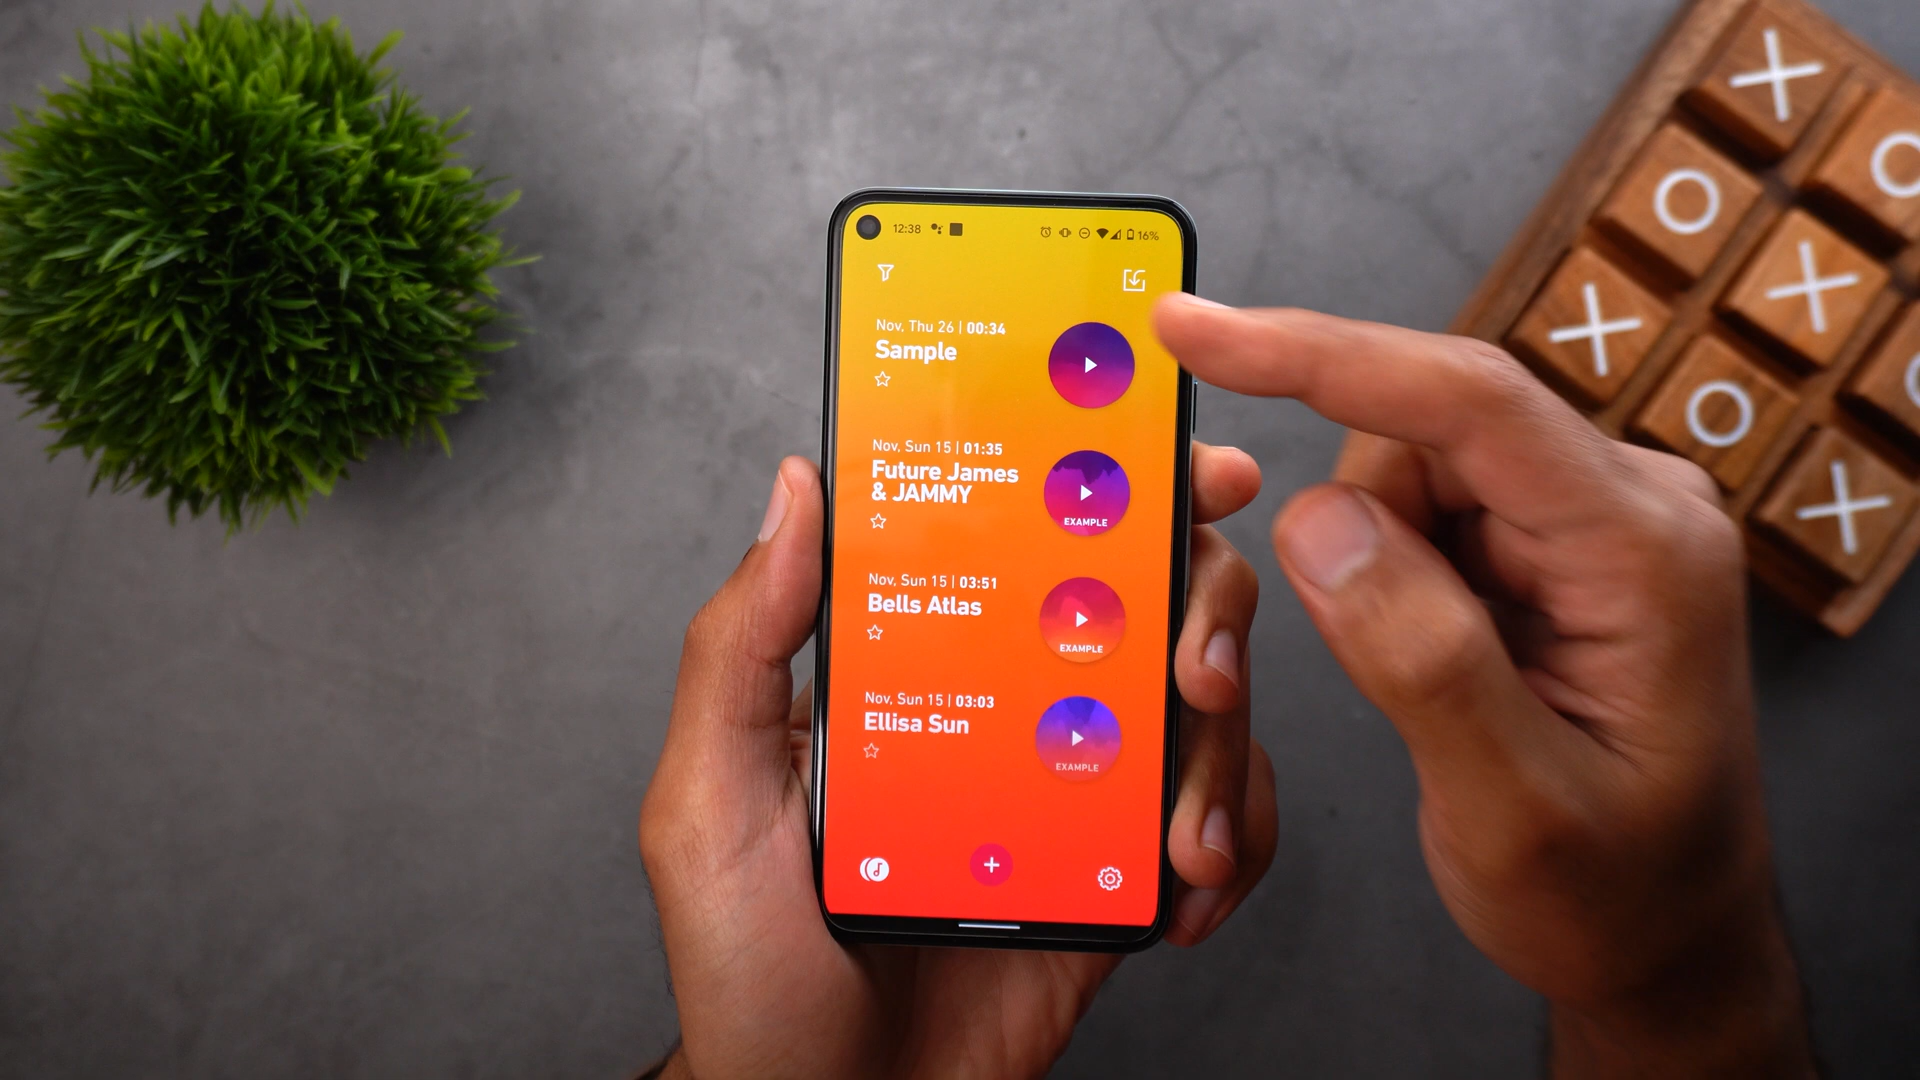 12:38
16%
Nov, Thu 26 | 00:34
Sample
Nov, Sun 15 | 01:35
Future James
& JAMMY
EXAMPLE
Nov, Sun 15 | 03:51
Bells Atlas
EXAMPLE
Nov, Sun 15 | 03:03
Ellisa Sun
EXAMPLE
X
O
O
X
X
O
X